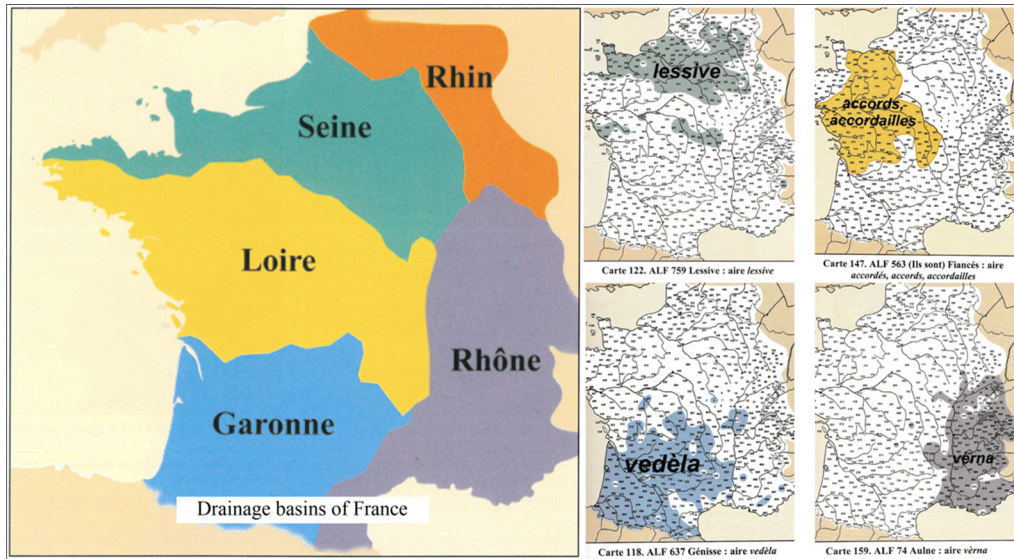 Rhin
Seine
Loire
Rhône
Garonne
Drainage basins of France
lessive
Carte 122. ALF 759 Lessive : aire lessive
accords,
accordailles
Carte 147. ALF 563 (Ils sont) Fiancés : aire
accordés, accords, accordailles
vedèla
Carte 118. ALF 637 Génisse : aire vedèla
vèrna
Carte 159. ALF 74 Aulne : aire vèrna